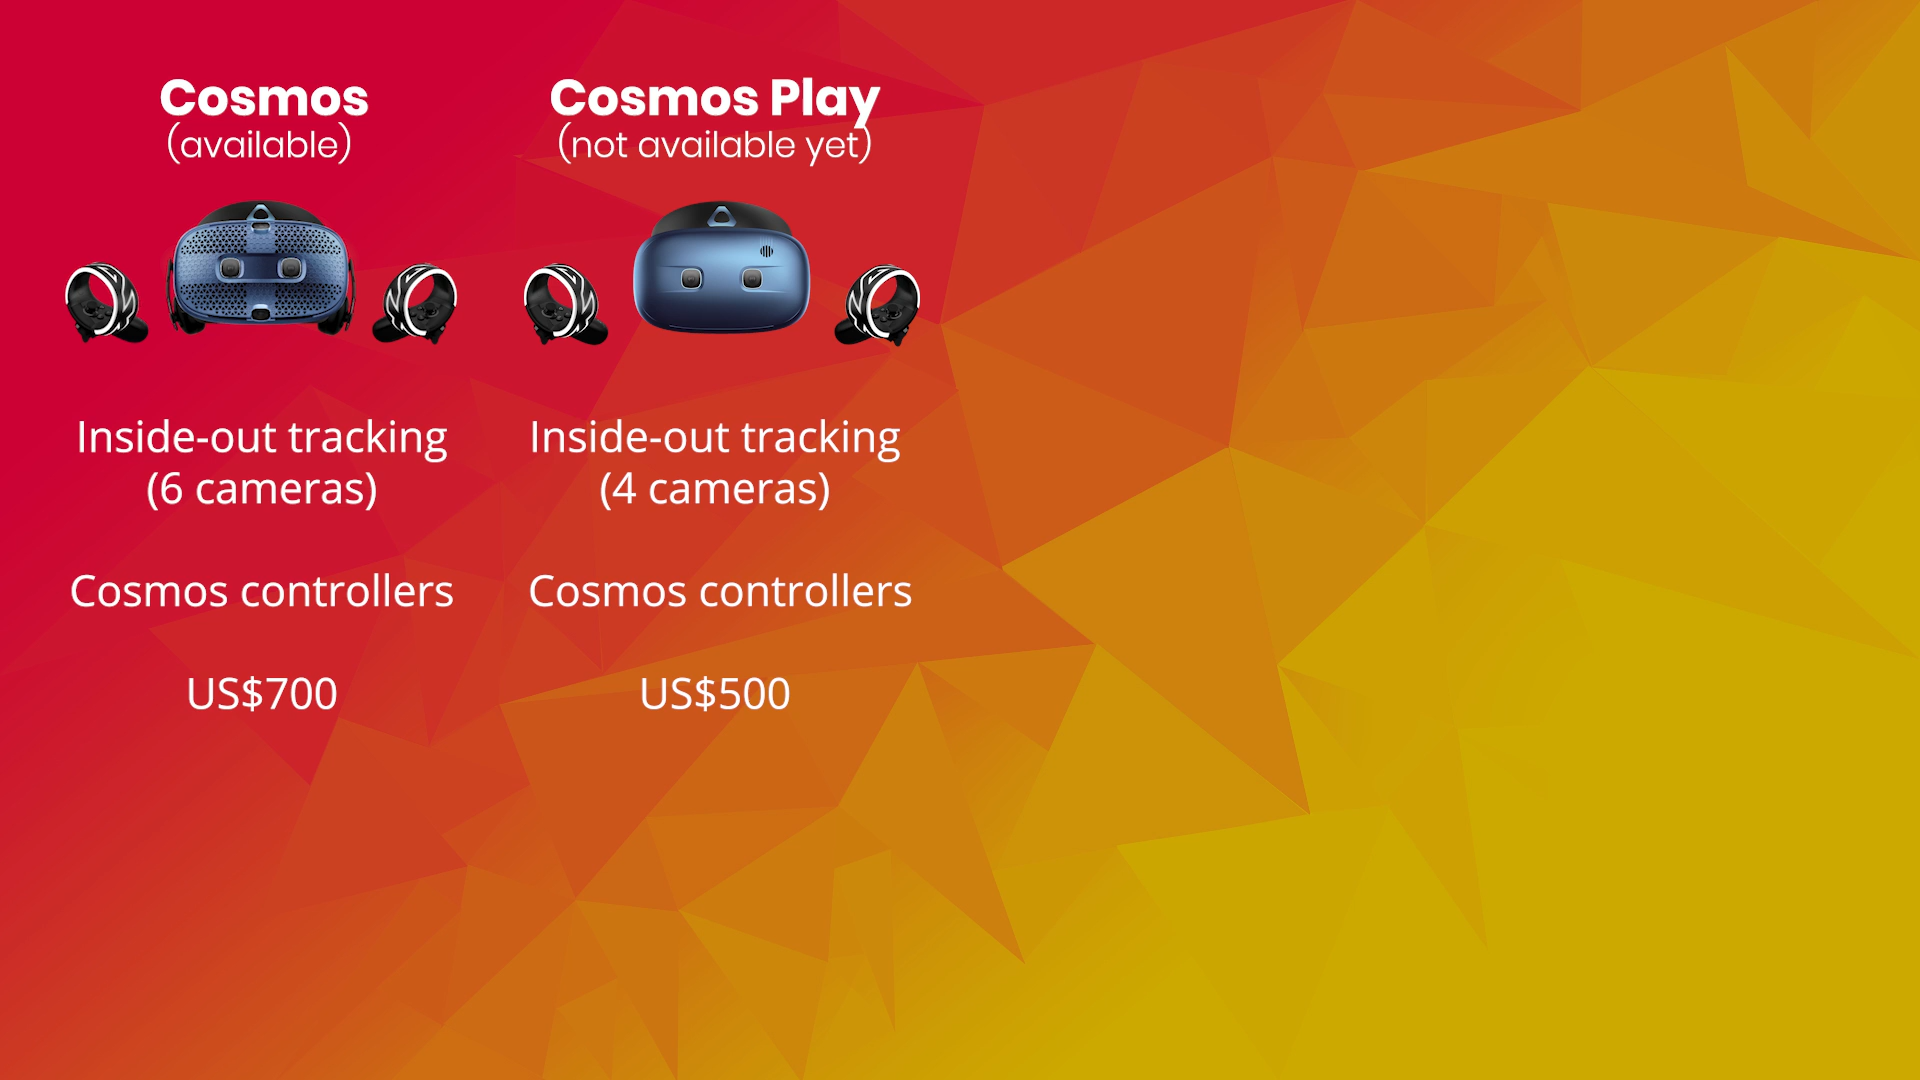 Cosmos
(available)
Inside-out tracking
(6 cameras)
Cosmos controllers
US$700
Cosmos Play
(not available yet)
Inside-out tracking
(4 cameras)
Cosmos controllers
US$500